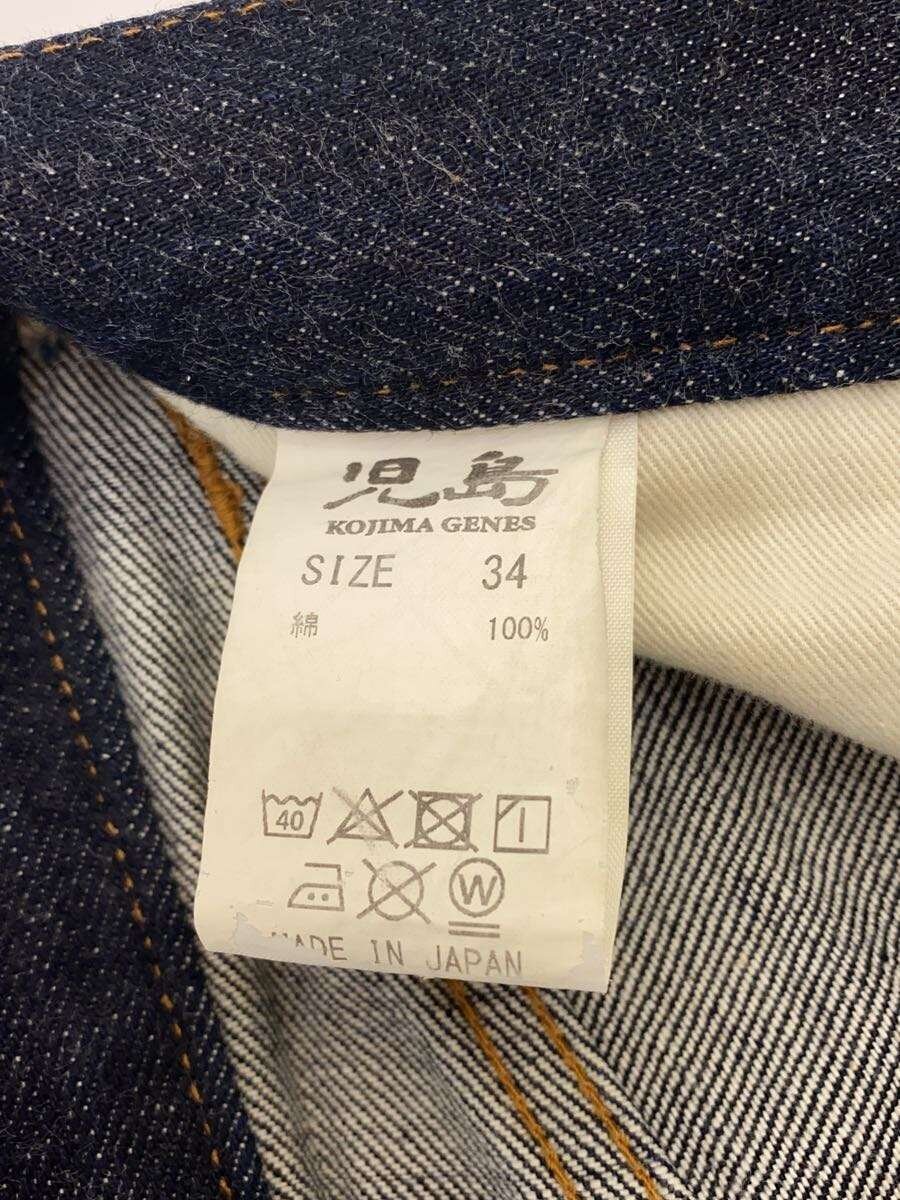 児島
KOJIMA GENES
SIZE 34
綿 100%
40
W
MADE IN JAPAN